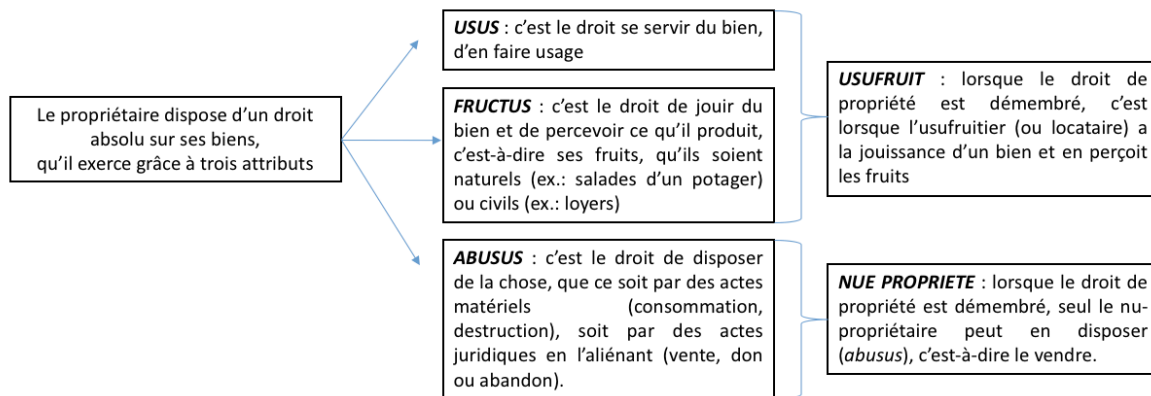 Le propriétaire dispose d'un droit
absolu sur ses biens,
qu'il exerce grâce à trois attributs
USUS : c'est le droit se servir du bien,
d'en faire usage
FRUCTUS : c'est le droit de jouir du
bien et de percevoir ce qu'il produit,
c'est-à-dire ses fruits, qu'ils soient
naturels (ex.: salades d'un potager)
ou civils (ex.: loyers)
ABUSUS : c'est le droit de disposer
de la chose, que ce soit par des actes
matériels (consommation,
destruction), soit par des actes
juridiques en l'aliénant (vente, don
ou abandon).
USUFRUIT : lorsque le droit de
propriété est démembré, c'est
lorsque l'usufruitier (ou locataire) a
la jouissance d'un bien et en perçoit
les fruits
NUE PROPRIETE : lorsque le droit de
propriété est démembré, seul le nu-
propriétaire peut en disposer
(abusus), c'est-à-dire le vendre.